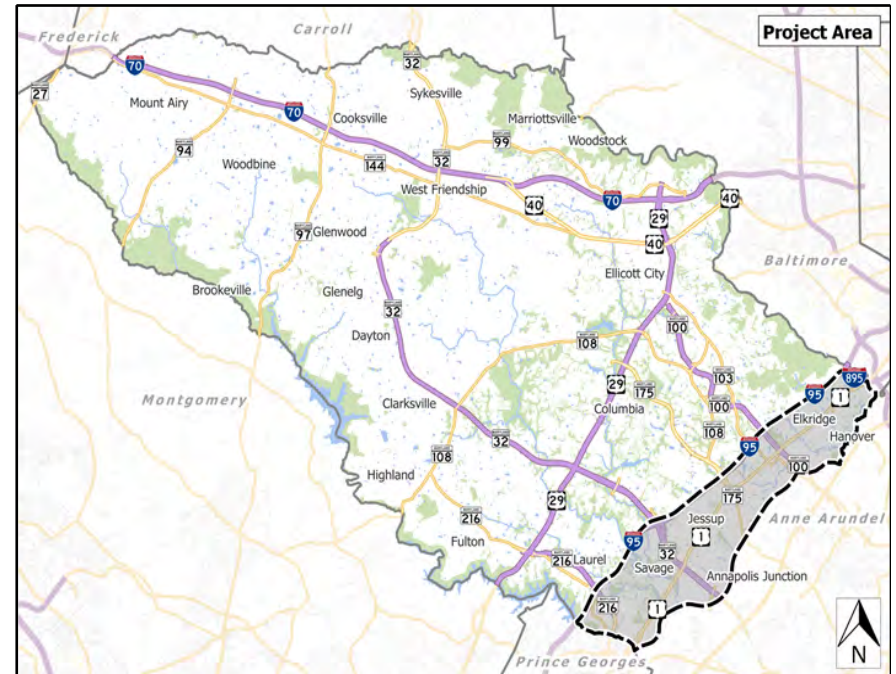 Project Area
Carroll
Frederick
70
32
27
Mount Airy
Sykesville
70
Cooksville
Marriottsville
94
99
Woodstock
Woodbine
144
32
West Friendship
40
70
40
29
97
Glenwood
40
Ellicott City
Baltimore
Brookeville
Glenelg
32
Dayton
100
108
103
895
29
175
95
1
Montgomery
Clarksville
Columbia
100
Elkridge
108
Hanover
32
95
108
100
Highland
29
175
Anne Arundel
216
Jessup
Fulton
95
1
32
216
Laurel
Savage
Annapolis Junction
216
1
N
Prince Georges